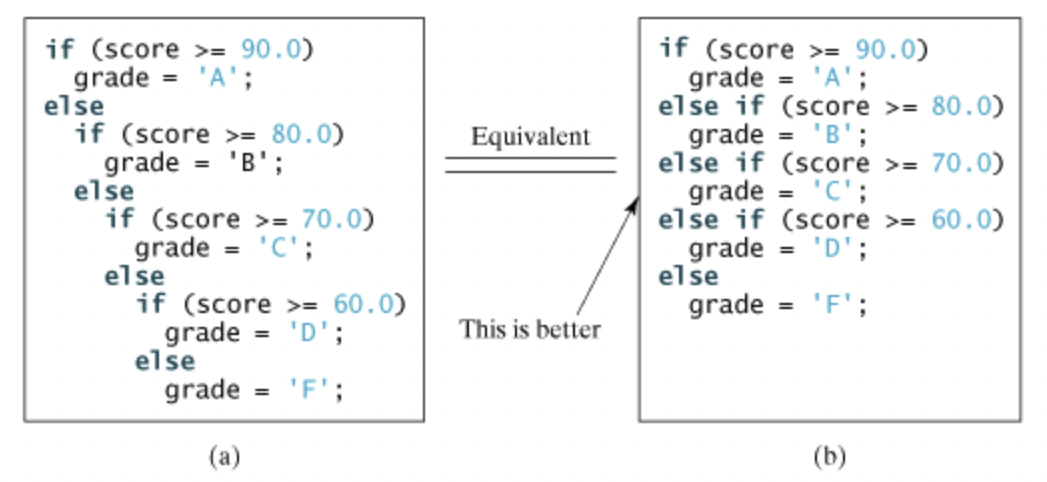 if (score >= 90.0)
  grade = 'A';
else
  if (score >= 80.0)
    grade = 'B';
  else
    if (score >= 70.0)
      grade = 'C';
    else
      if (score >= 60.0)
        grade = 'D';
      else
        grade = 'F';
(a)
Equivalent
This is better
if (score >= 90.0)
  grade = 'A';
else if (score >= 80.0)
  grade = 'B';
else if (score >= 70.0)
  grade = 'C';
else if (score >= 60.0)
  grade = 'D';
else
  grade = 'F';
(b)